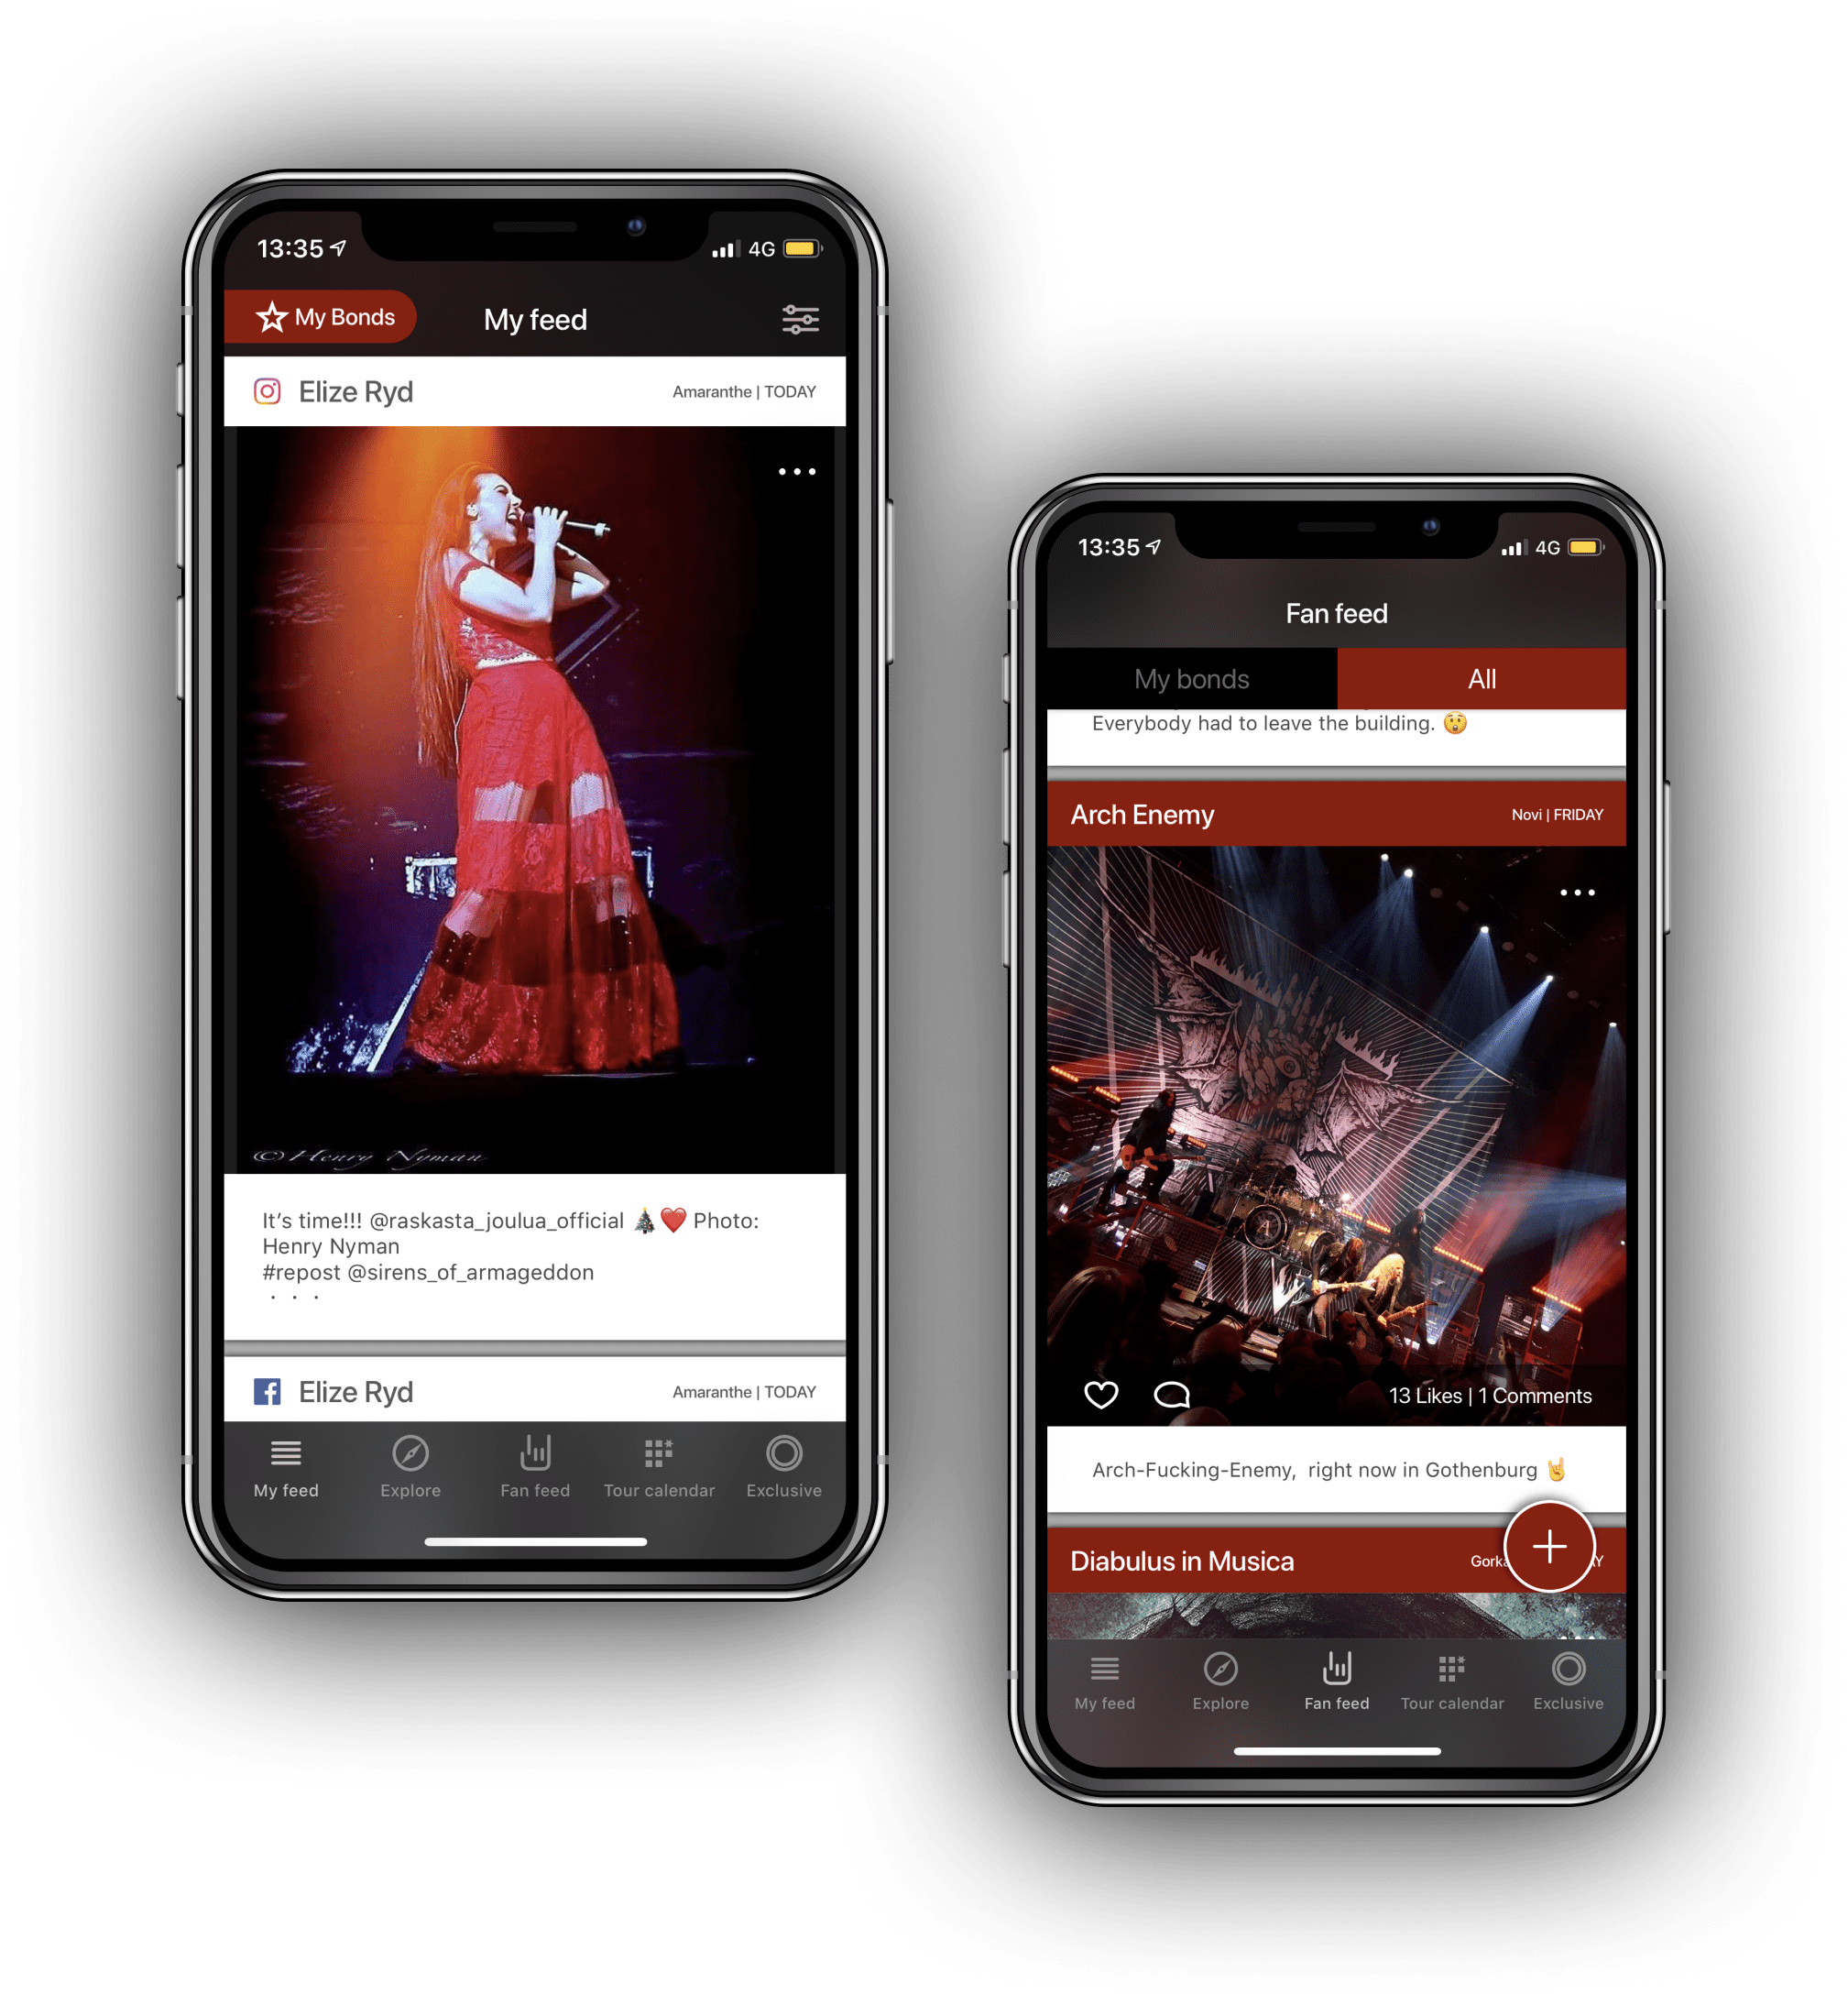 13:35
4G
My Bonds
My feed
Elize Ryd
Amaranthe | TODAY
© Henry Nyman
It's time!!! @raskasta_joulua_official 🎄❤️ Photo:
Henry Nyman
#repost @sirens_of_armageddon
. . .
Elize Ryd
Amaranthe | TODAY
My feed
Explore
Fan feed
Tour calendar
Exclusive
13:35
4G
Fan feed
My bonds
All
Everybody had to leave the building. 😲
Arch Enemy
Novi | FRIDAY
13 Likes | 1 Comments
Arch-Fucking-Enemy,  right now in Gothenburg 🤘
Diabulus in Musica
My feed
Explore
Fan feed
Tour calendar
Exclusive